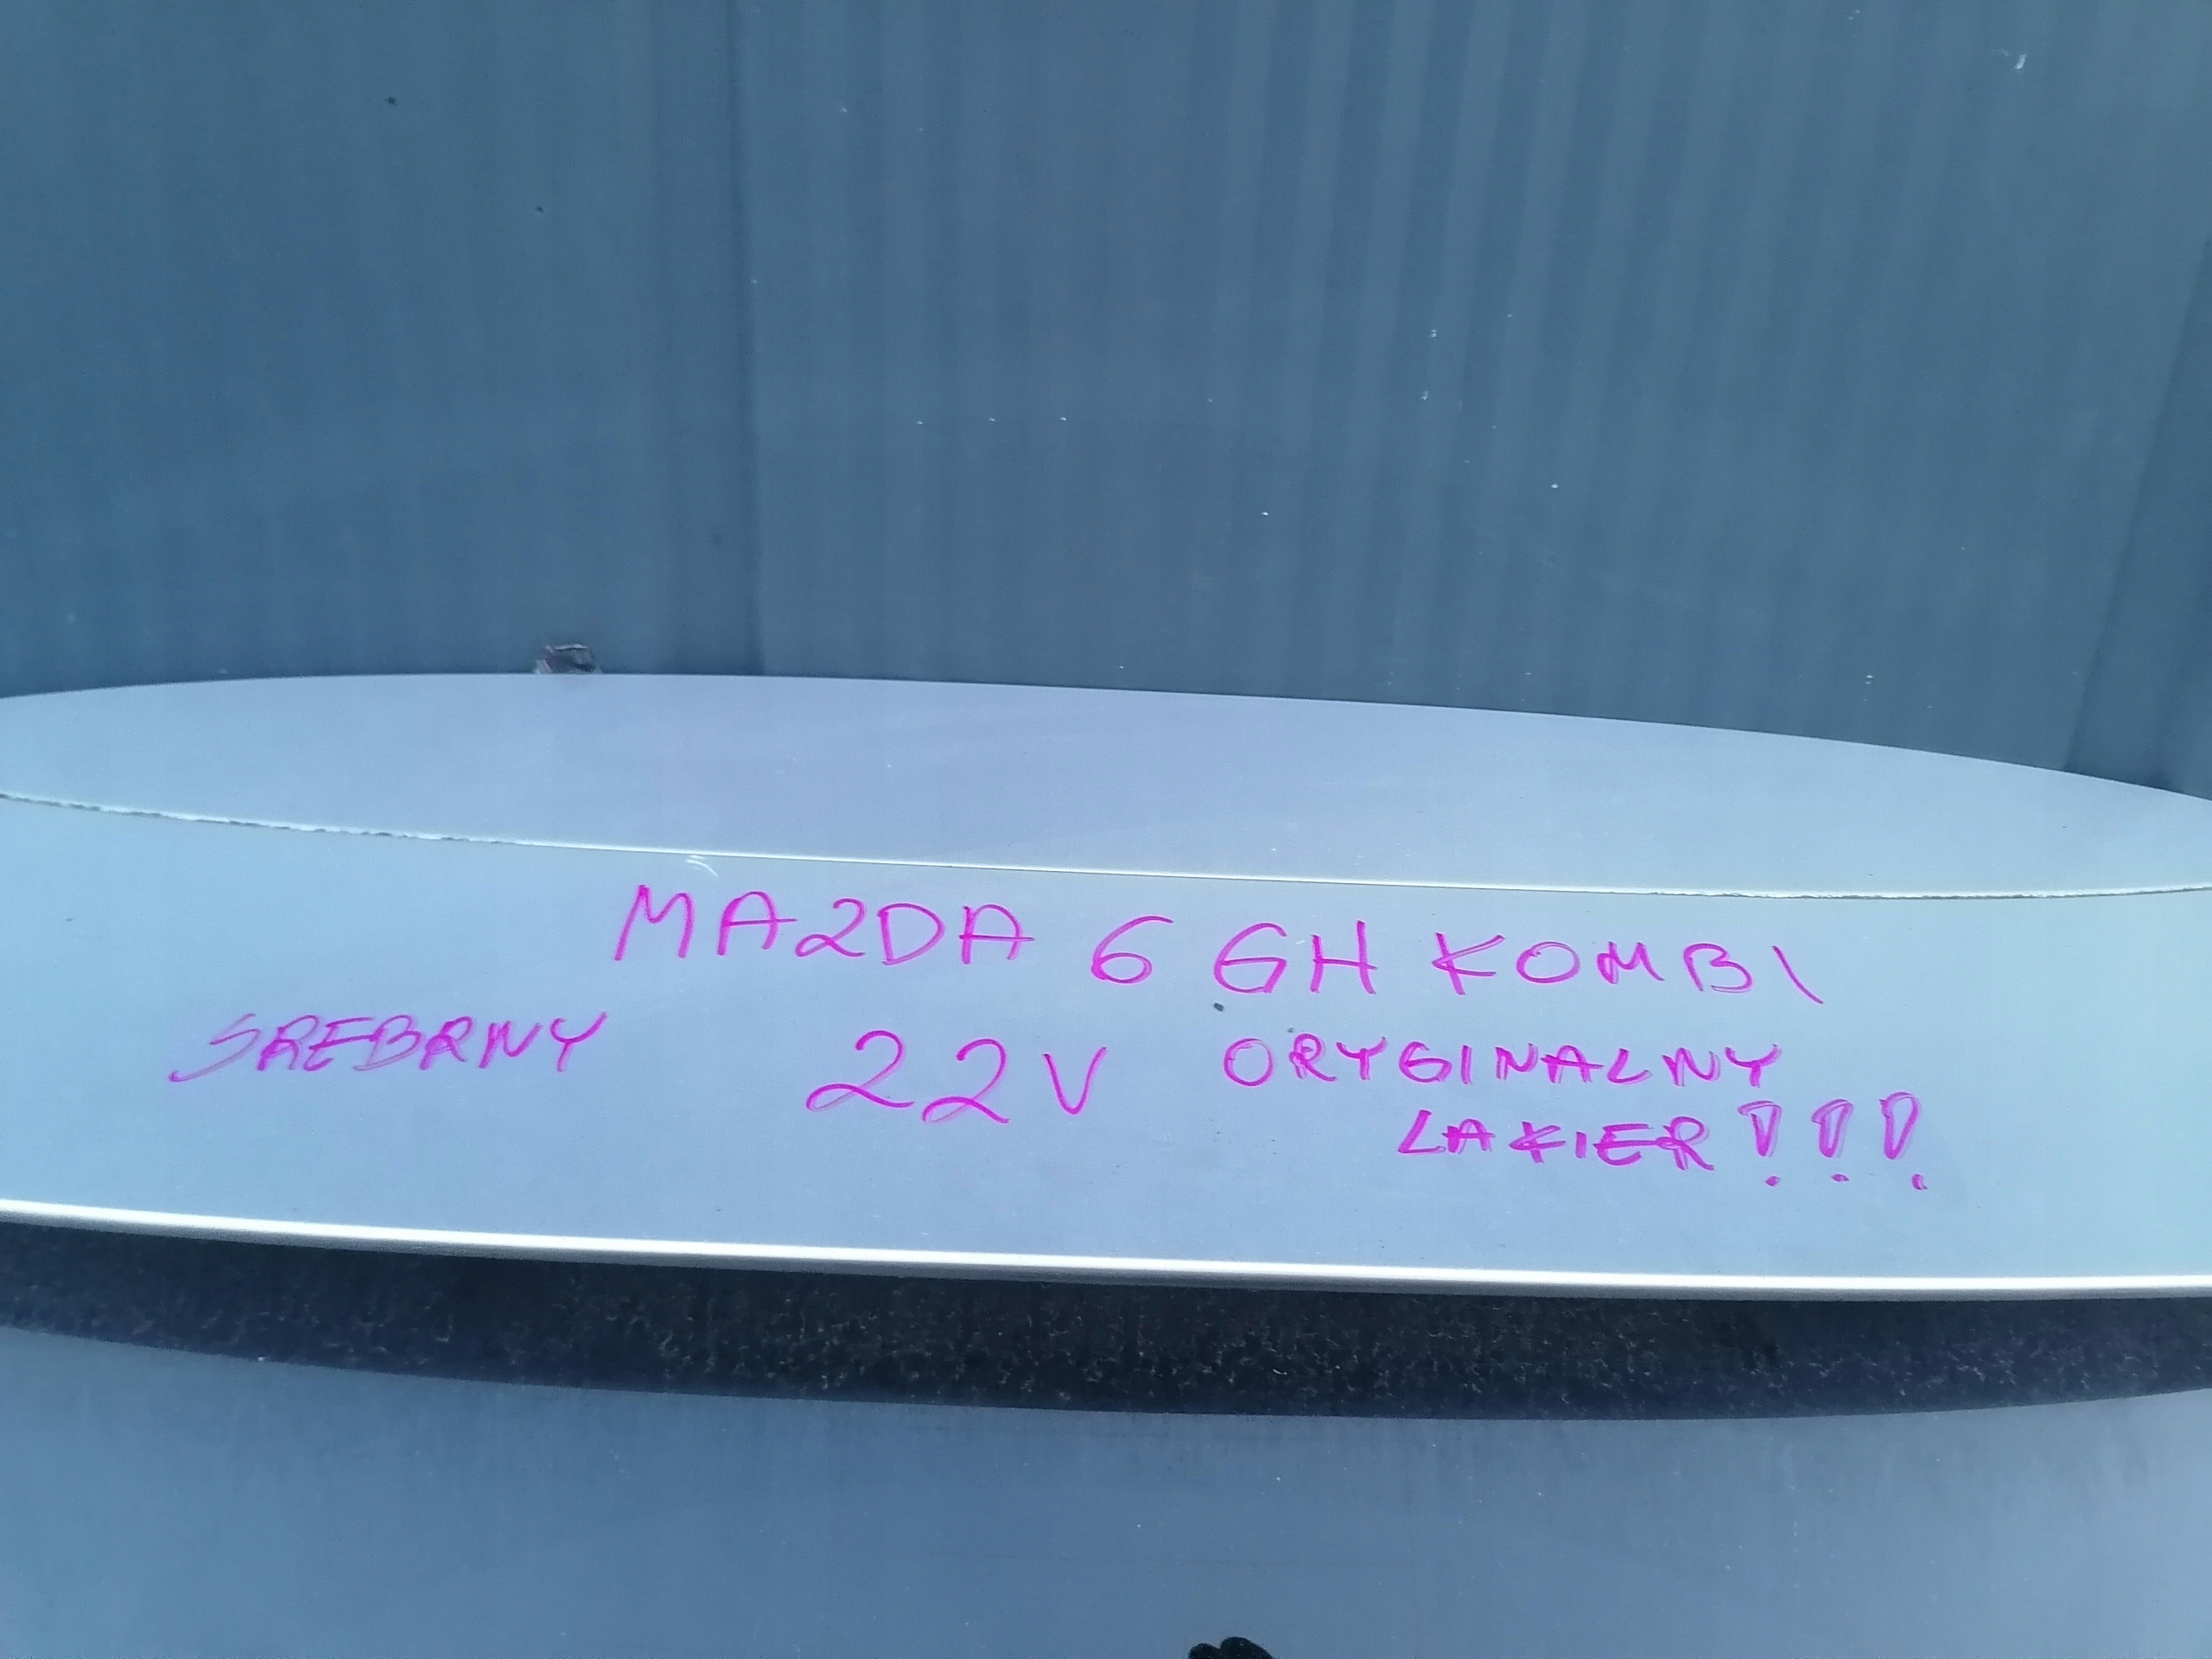 MAZDA 6 GH KOMBI
SREBRNY 22V ORYGINALNY
LAKIER!!!